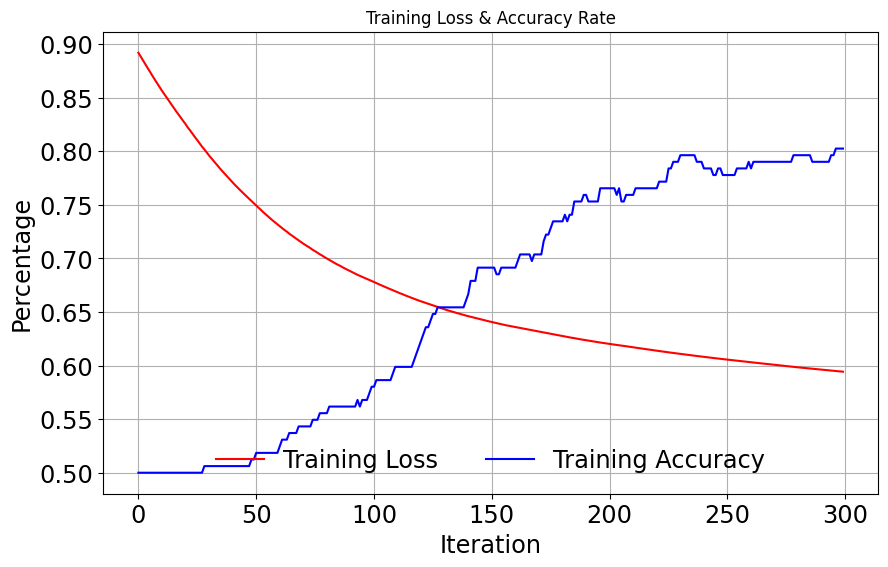 Training Loss & Accuracy Rate
Percentage
0.90
0.85
0.80
0.75
0.70
0.65
0.60
0.55
0.50
Training Loss Training Accuracy
0 50 100 150 200 250 300
Iteration